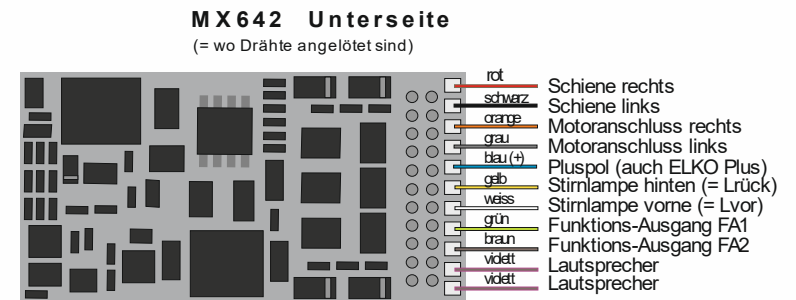 MX642 Unterseite
(= wo Drähte angelötet sind)
rot Schiene rechts
schwarz Schiene links
orange Motoranschluss rechts
grau Motoranschluss links
blau (+) Pluspol (auch ELKO Plus)
gelb Stirnlampe hinten (= Lrück)
weiss Stirnlampe vorne (= Lvor)
grün Funktions-Ausgang FA1
braun Funktions-Ausgang FA2
violett Lautsprecher
violett Lautsprecher